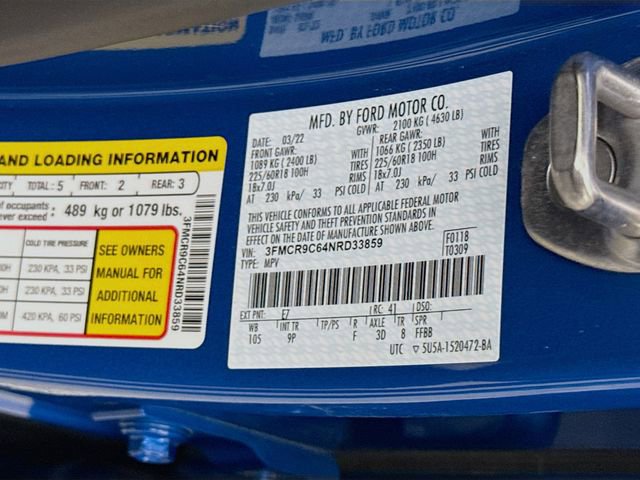 MFD. BY FORD MOTOR CO.
AND LOADING INFORMATION
TOTAL: 5 FRONT: 2 REAR: 3
of occupants
exceed: 489 kg or 1079 lbs.
COLD TIRE PRESSURE
230 KPA, 33 PSI
230 KPA, 33 PSI
420 KPA, 60 PSI
SEE OWNERS
MANUAL FOR
ADDITIONAL
INFORMATION
3FMCR9C64NRD33859
MFD. BY FORD MOTOR CO.
DATE: 03/22 GVWR: 2100 KG ( 4630 LB)
FRONT GAWR: REAR GAWR:
1089 KG ( 2400 LB) WITH 1066 KG ( 2350 LB) WITH
225/60R18 100H TIRES 225/60R18 100H TIRES
18x7.0J RIMS 18x7.0J RIMS
AT 230 kPa/ 33 PSI COLD AT 230 kPa/ 33 PSI COLD
THIS VEHICLE CONFORMS TO ALL APPLICABLE FEDERAL MOTOR
VEHICLE SAFETY AND THEFT PREVENTION STANDARDS IN
EFFECT ON THE DATE OF MANUFACTURE SHOWN ABOVE.
VIN: 3FMCR9C64NRD33859 F0118
TYPE: MPV T0309
EXT PNT: E7 RC: 41 DSO:
WB INT TR TP/PS R AXLE TR SPR
105 9P F 3D 8 FFBB
UTC 5U5A-1520472-BA